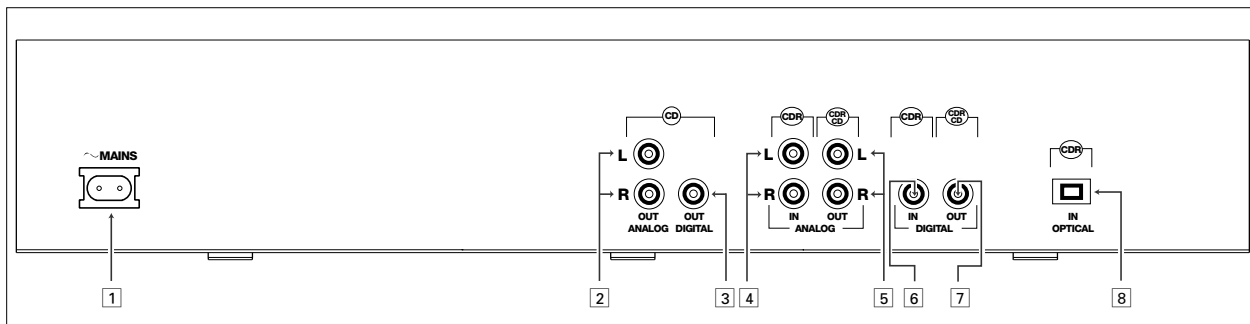 CD CDR CDR CD CDR CDR CD
~MAINS CDR
L L L
R R R
OUT OUT IN OUT IN OUT IN
ANALOG DIGITAL ANALOG DIGITAL OPTICAL
1 2 3 4 5 6 7 8